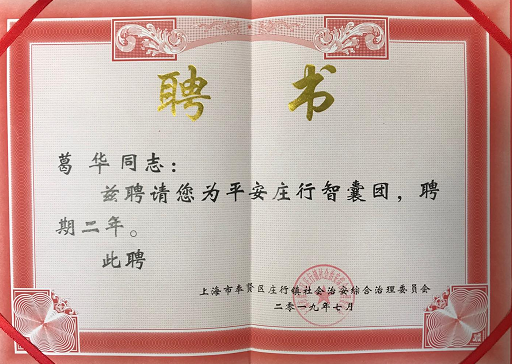 聘书
葛华同志：
兹聘请您为平安庄行智囊团，聘
期二年。
此聘
上海市奉贤区庄行镇社会治安综合治理委员会
二零一九年七月